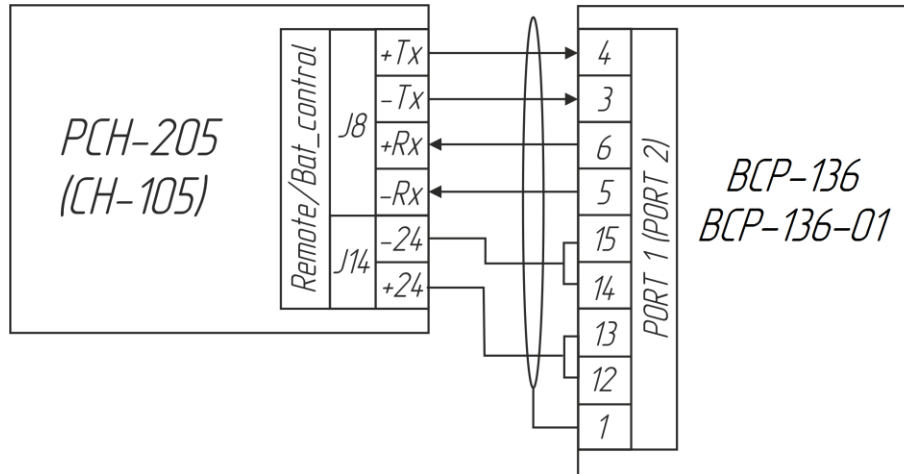 PCH-205
(CH-105)
Remote/Bat_control
J8
J14
+Tx
-Tx
+Rx
-Rx
-24
+24
4
3
6
5
15
14
13
12
1
PORT 1 (PORT 2)
BCP-136
BCP-136-01